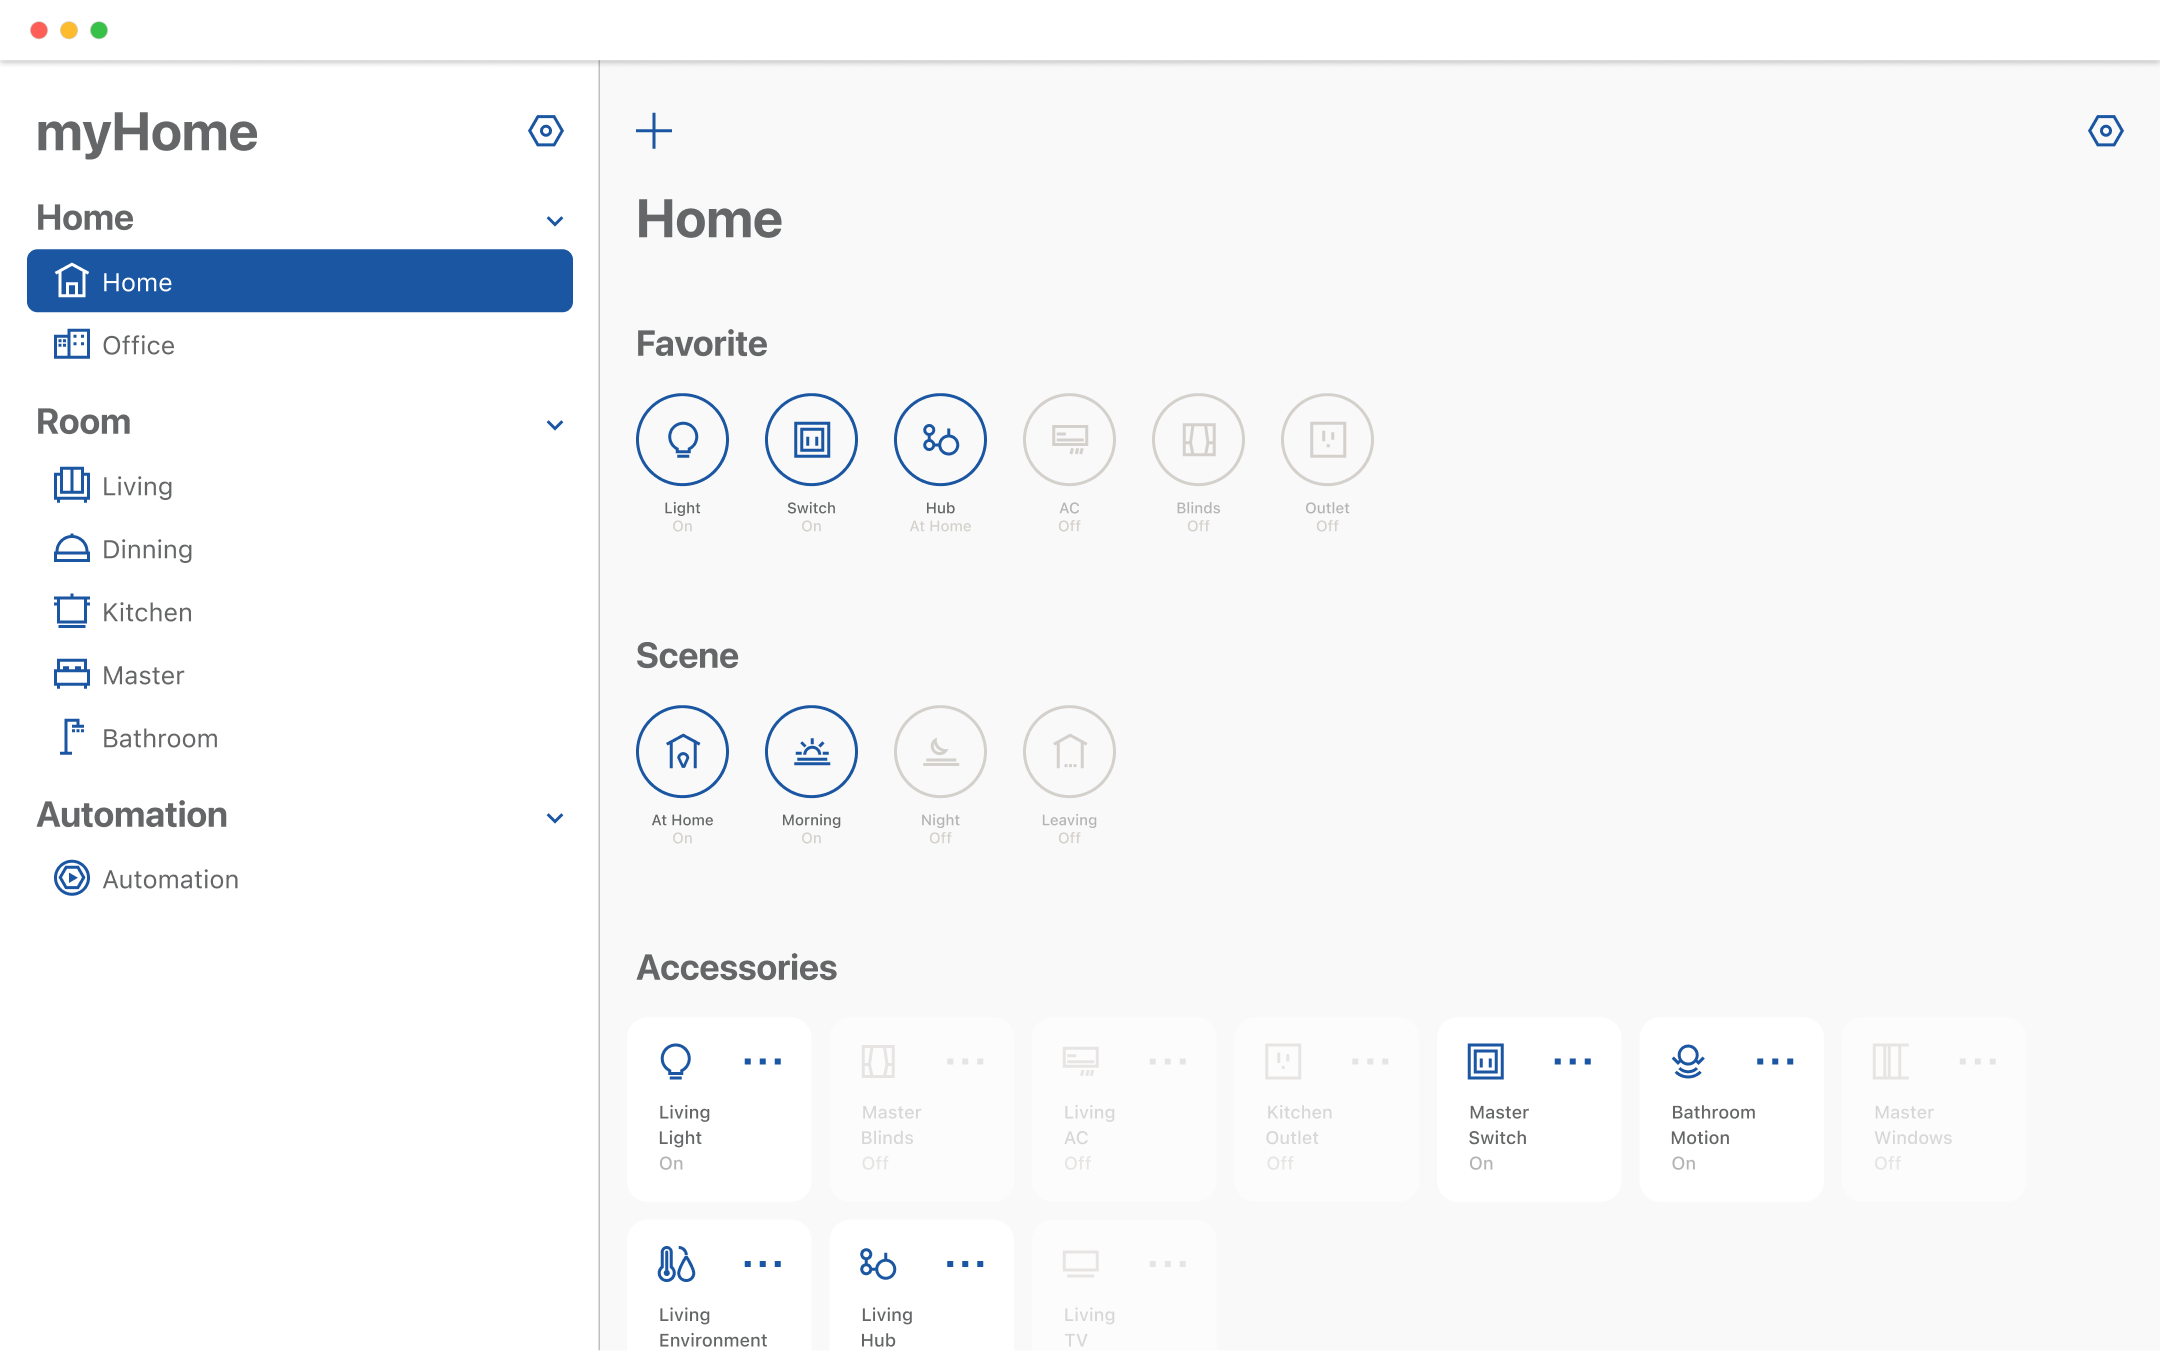 myHome
Home
Home
Office
Room
Living
Dinning
Kitchen
Master
Bathroom
Automation
Automation
Home
Favorite
Light
On
Switch
On
Hub
At Home
AC
Off
Blinds
Off
Outlet
Off
Scene
At Home
On
Morning
On
Night
Off
Leaving
Off
Accessories
Living
Light
On
Master
Blinds
Off
Living
AC
Off
Kitchen
Outlet
Off
Master
Switch
On
Bathroom
Motion
On
Master
Windows
Off
Living
Environment
Living
Hub
Living
TV